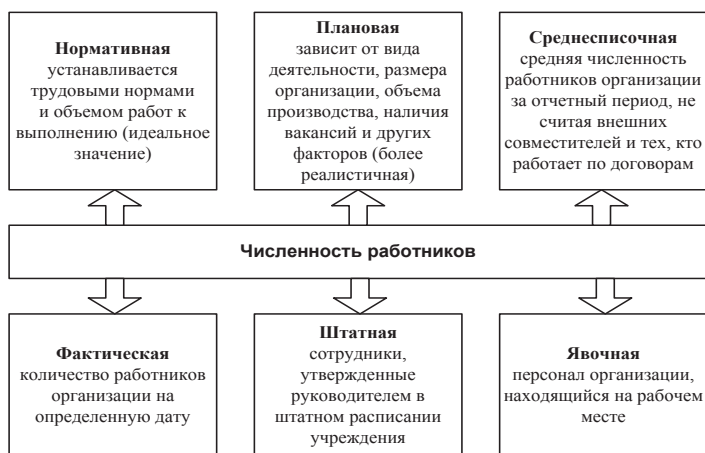 Нормативная
устанавливается
трудовыми нормами
и объемом работ к
выполнению (идеальное
значение)
Плановая
зависит от вида
деятельности, размера
организации, объема
производства, наличия
вакансий и других
факторов (более
реалистичная)
Среднесписочная
средняя численность
работников организации
за отчетный период, не
считая внешних
совместителей и тех, кто
работает по договорам
Численность работников
Фактическая
количество работников
организации на
определенную дату
Штатная
сотрудники,
утвержденные
руководителем в
штатном расписании
учреждения
Явочная
персонал организации,
находящийся на рабочем
месте